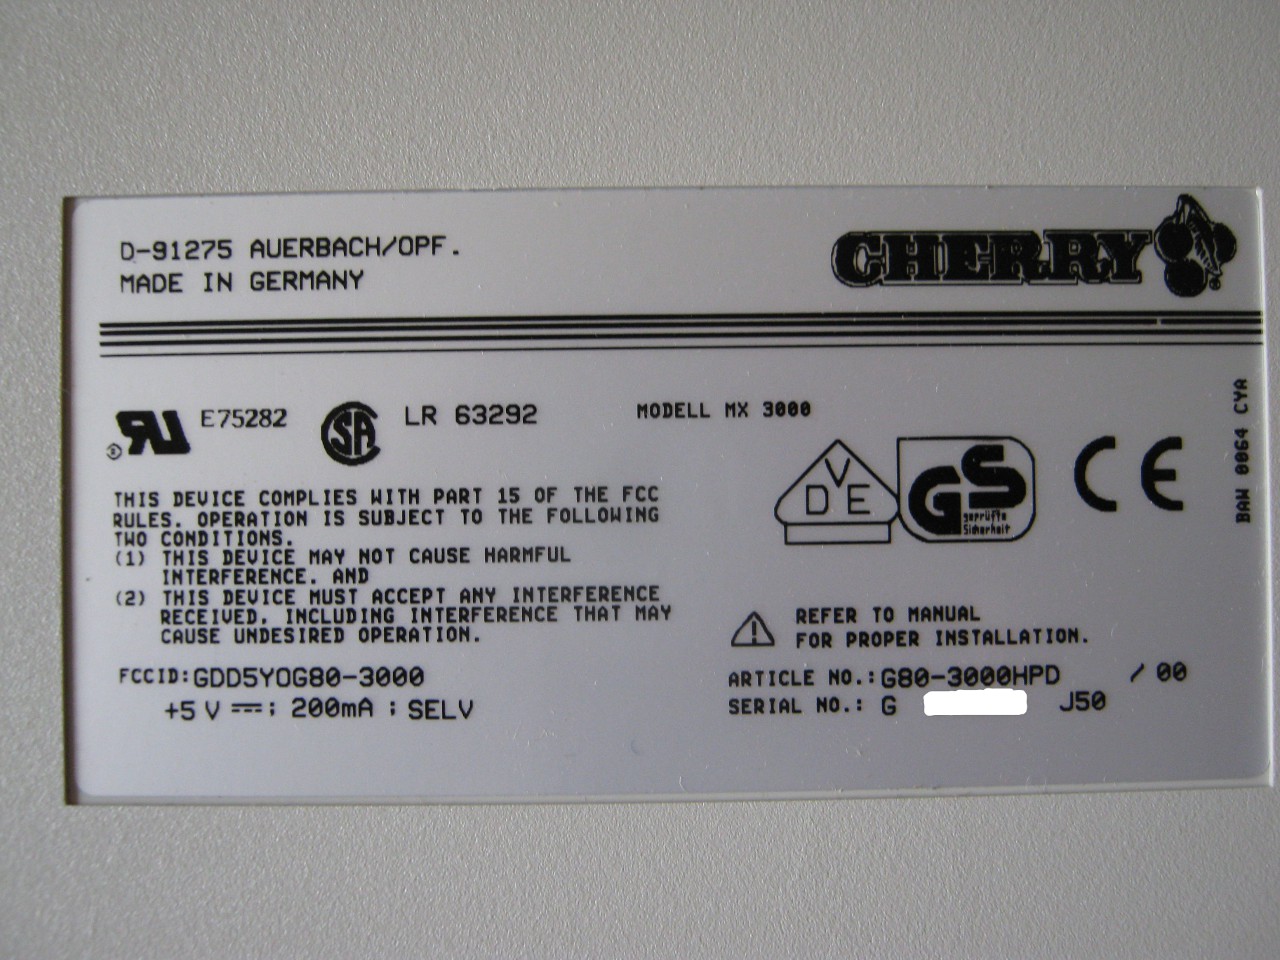 D-91275 AUERBACH/OPF.
MADE IN GERMANY
CHERRY
®
E75282
LR 63292
MODELL MX 3000
BAW 0064 CYA
VDE
GS
geprüfte
Sicherheit
CE
THIS DEVICE COMPLIES WITH PART 15 OF THE FCC
RULES. OPERATION IS SUBJECT TO THE FOLLOWING
TWO CONDITIONS.
(1) THIS DEVICE MAY NOT CAUSE HARMFUL
INTERFERENCE. AND
(2) THIS DEVICE MUST ACCEPT ANY INTERFERENCE
RECEIVED. INCLUDING INTERFERENCE THAT MAY
CAUSE UNDESIRED OPERATION.
REFER TO MANUAL
FOR PROPER INSTALLATION.
FCCID:GDD5YOG80-3000
+5 V ⎓: 200mA : SELV
ARTICLE NO.:G80-3000HPD / 00
SERIAL NO.: G J50